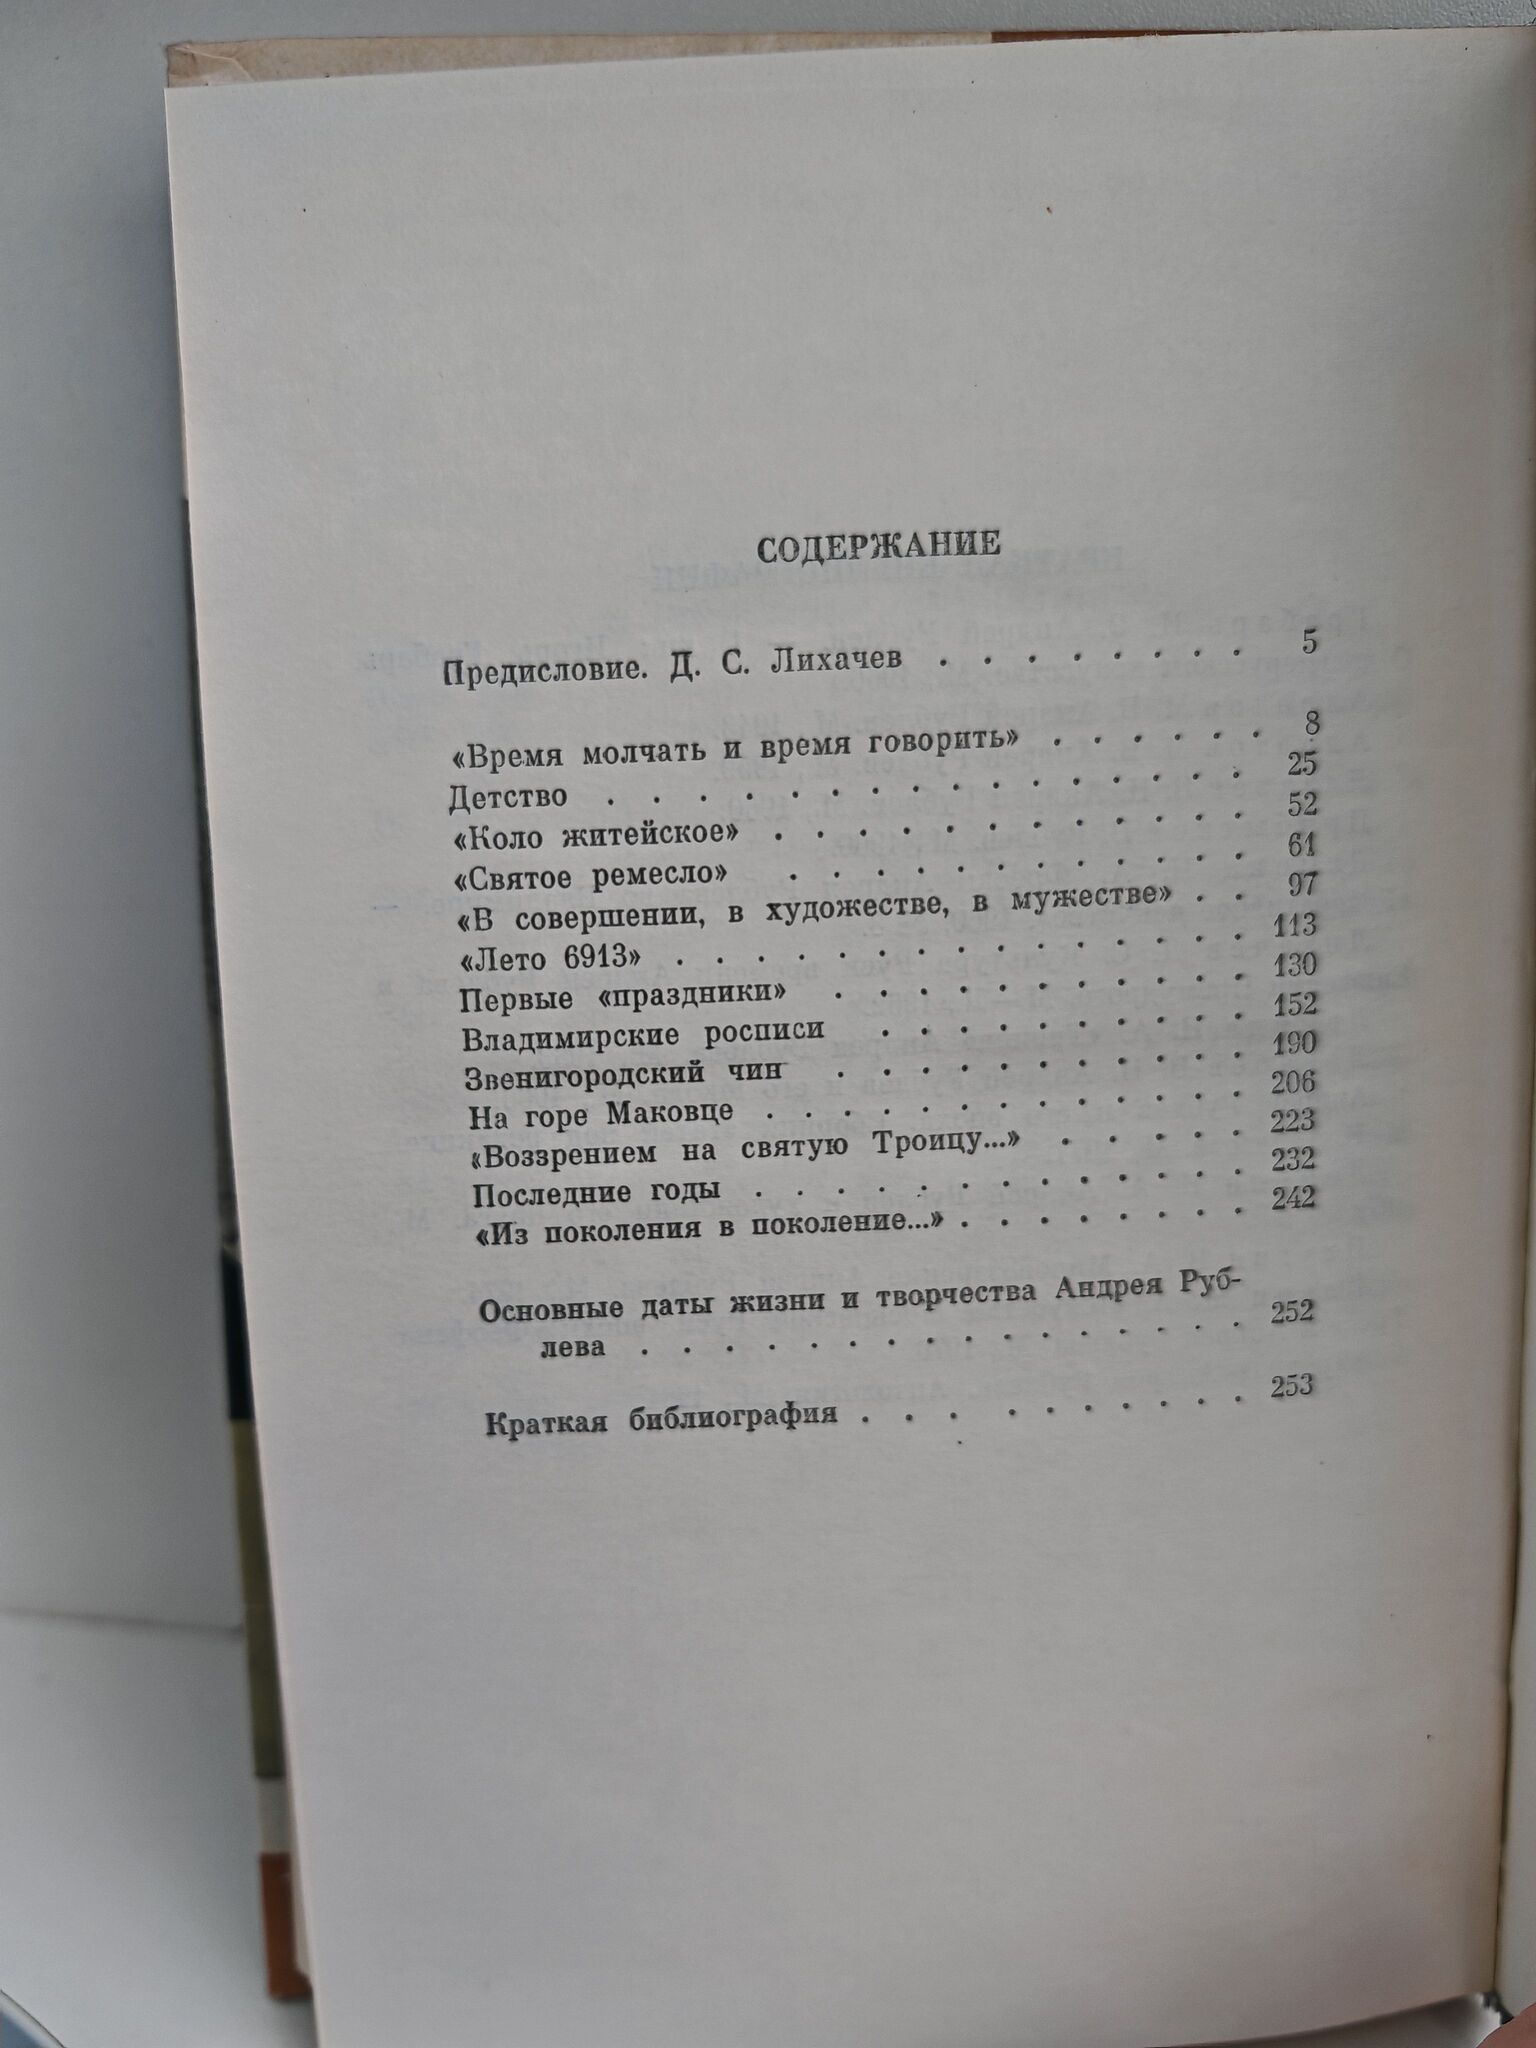 СОДЕРЖАНИЕ
Предисловие. Д. С. Лихачев . . . . . . . . 5
«Время молчать и время говорить» . . . . . . 8
Детство . . . . . . . . . . . . . . . 25
«Коло житейское» . . . . . . . . . . . . 52
«Святое ремесло» . . . . . . . . . . . 61
«В совершении, в художестве, в мужестве» . . 97
«Лето 6913» . . . . . . . . . . . . . . 113
Первые «праздники» . . . . . . . . . . 130
Владимирские росписи . . . . . . . . . 152
Звенигородский чин . . . . . . . . . . 190
На горе Маковце . . . . . . . . . . . . 206
«Воззрением на святую Троицу...» . . . . . 223
Последние годы . . . . . . . . . . . . 232
«Из поколения в поколение...» . . . . . . . . 242
Основные даты жизни и творчества Андрея Руб-
лева . . . . . . . . . . . . . . . 252
Краткая библиография . . . . . . . . . 253